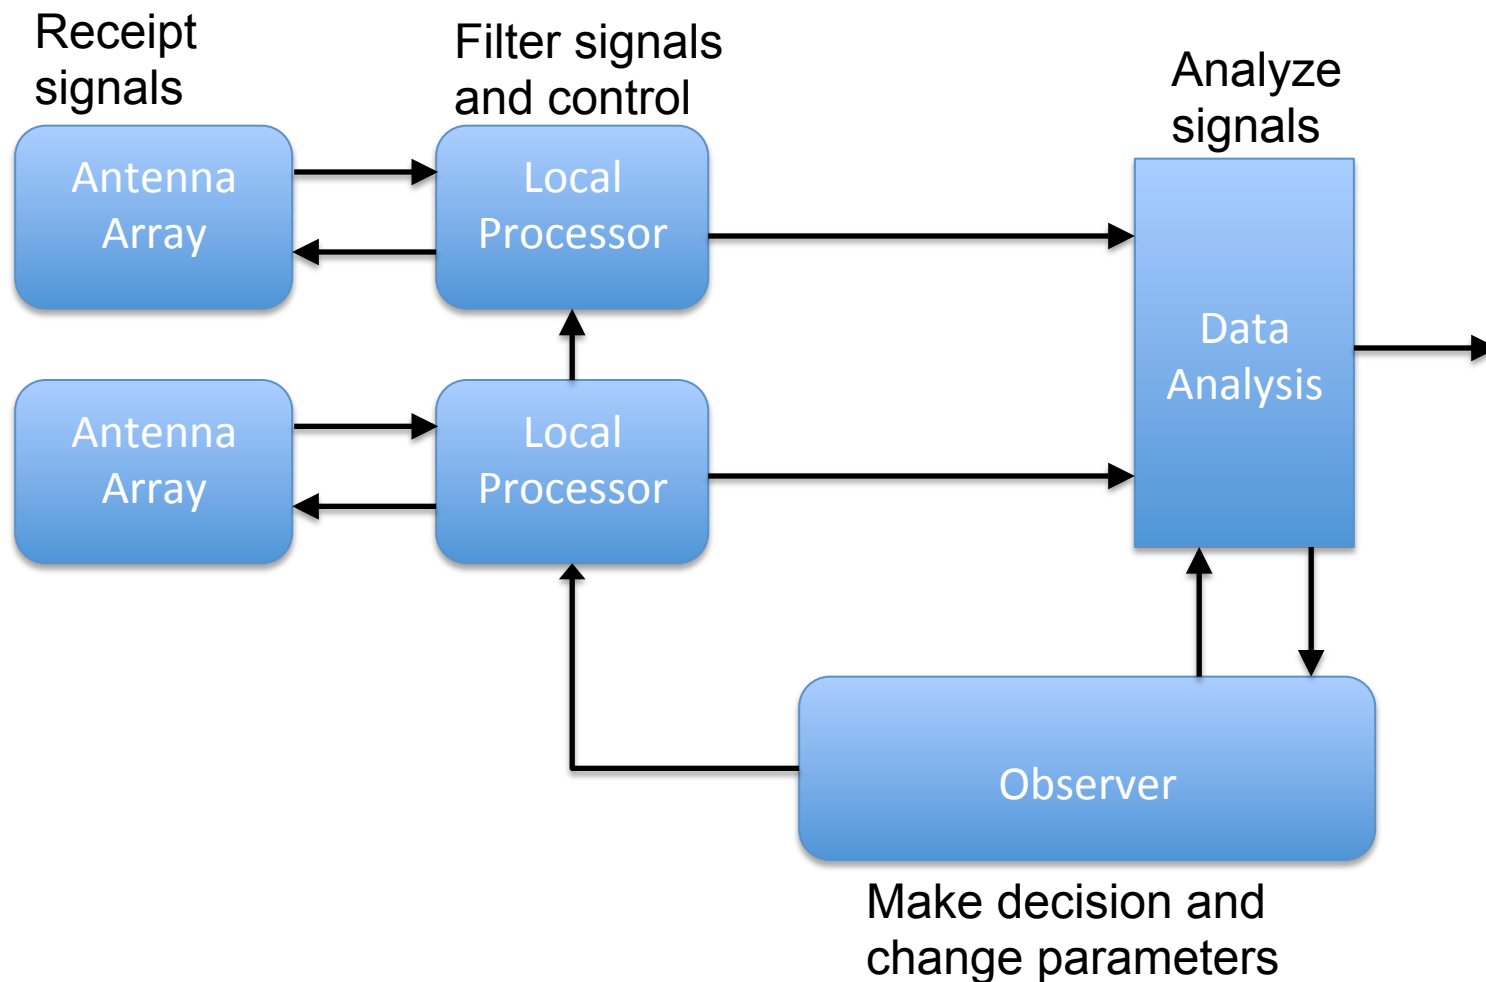 Receipt
signals
Filter signals
and control
Analyze
signals
Antenna
Array
Local
Processor
Data
Analysis
Antenna
Array
Local
Processor
Observer
Make decision and
change parameters